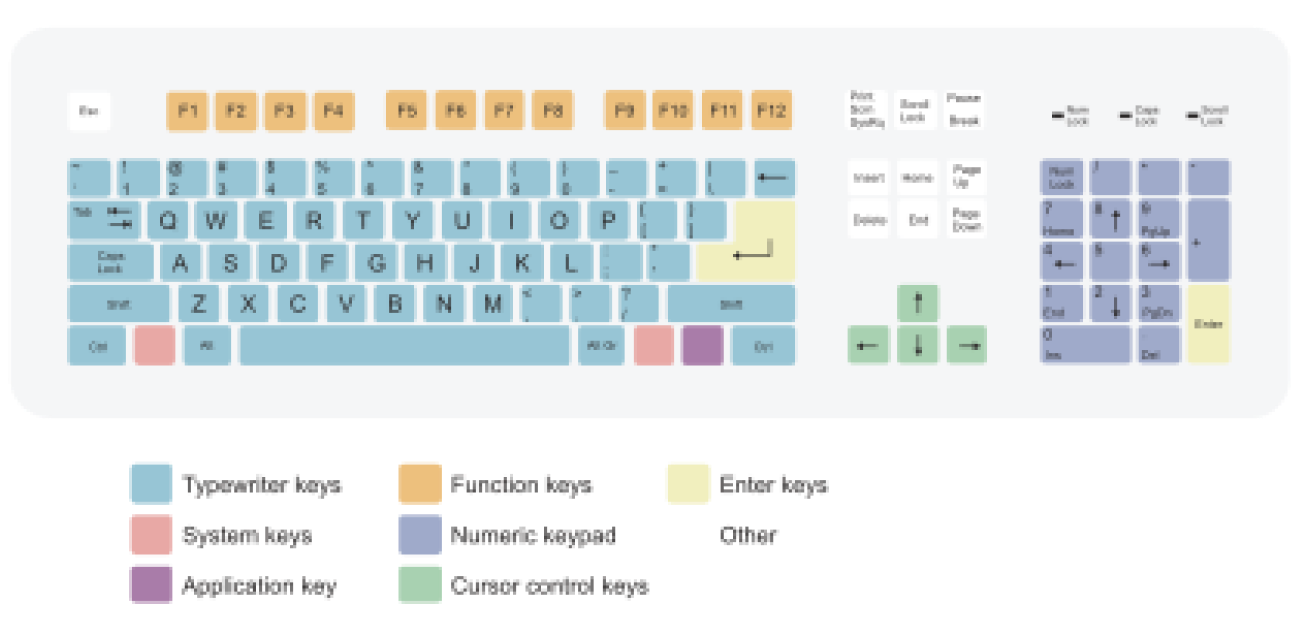 Esc F1 F2 F3 F4 F5 F6 F7 F8 F9 F10 F11 F12 Print Scrn SysRq Scroll Lock Pause Break Num Lock Caps Lock Scroll Lock
~ ! 1 @ 2 # 3 $ 4 % 5 ^ 6 & 7 * 8 ( 9 ) 0 _ - + = | \ ← Insert Home Page Up Num Lock / * -
Tab Q W E R T Y U I O P { [ } ] Delete End Page Down 7 Home 8 ↑ 9 PgUp +
Caps Lock A S D F G H J K L : ; " ' 4 ← 5 6 →
Shift Z X C V B N M < , > . ? / Shift ↑ 1 End 2 ↓ 3 PgDn Enter
Ctrl Alt Alt Gr Ctrl ← ↓ → 0 Ins . Del
Typewriter keys Function keys Enter keys
System keys Numeric keypad Other
Application key Cursor control keys